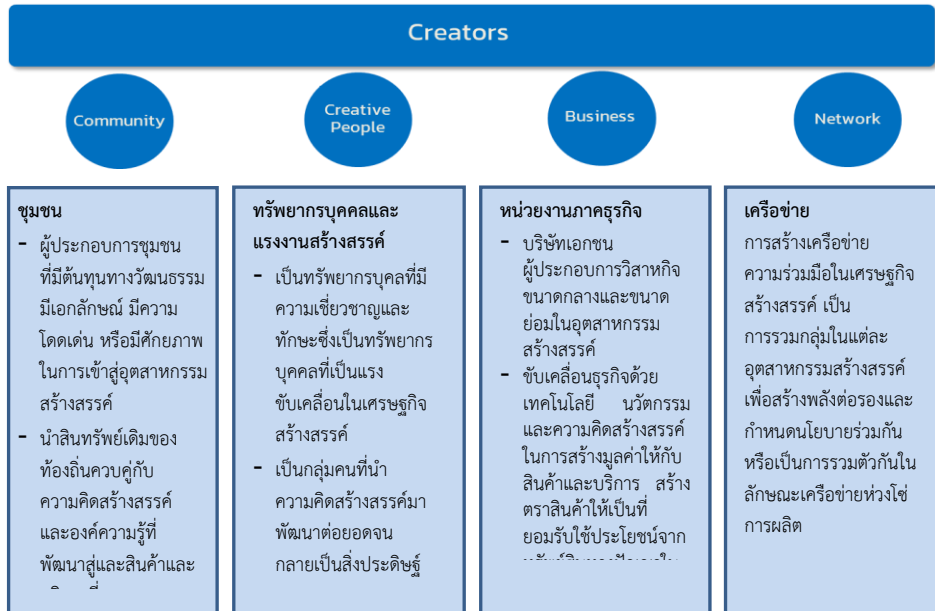 Creators
Community
Creative
People
Business
Network
ชุมชน
- ผู้ประกอบการชุมชน
ที่มีต้นทุนทางวัฒนธรรม
มีเอกลักษณ์ มีความ
โดดเด่น หรือมีศักยภาพ
ในการเข้าสู่อุตสาหกรรม
สร้างสรรค์
- นำสินทรัพย์เดิมของ
ท้องถิ่นควบคู่กับ
ความคิดสร้างสรรค์
และองค์ความรู้ที่
พัฒนาสู่และสินค้าและ
ทรัพยากรบุคคลและ
แรงงานสร้างสรรค์
- เป็นทรัพยากรบุคลที่มี
ความเชี่ยวชาญและ
ทักษะซึ่งเป็นทรัพยากร
บุคคลที่เป็นแรง
ขับเคลื่อนในเศรษฐกิจ
สร้างสรรค์
- เป็นกลุ่มคนที่นำ
ความคิดสร้างสรรค์มา
พัฒนาต่อยอดจน
กลายเป็นสิ่งประดิษฐ์
หน่วยงานภาคธุรกิจ
- บริษัทเอกชน
ผู้ประกอบการวิสาหกิจ
ขนาดกลางและขนาด
ย่อมในอุตสาหกรรม
สร้างสรรค์
- ขับเคลื่อนธุรกิจด้วย
เทคโนโลยี นวัตกรรม
และความคิดสร้างสรรค์
ในการสร้างมูลค่าให้กับ
สินค้าและบริการ สร้าง
ตราสินค้าให้เป็นที่
ยอมรับใช้ประโยชน์จาก
เครือข่าย
การสร้างเครือข่าย
ความร่วมมือในเศรษฐกิจ
สร้างสรรค์ เป็น
การรวมกลุ่มในแต่ละ
อุตสาหกรรมสร้างสรรค์
เพื่อสร้างพลังต่อรองและ
กำหนดนโยบายร่วมกัน
หรือเป็นการรวมตัวกันใน
ลักษณะเครือข่ายห่วงโซ่
การผลิต